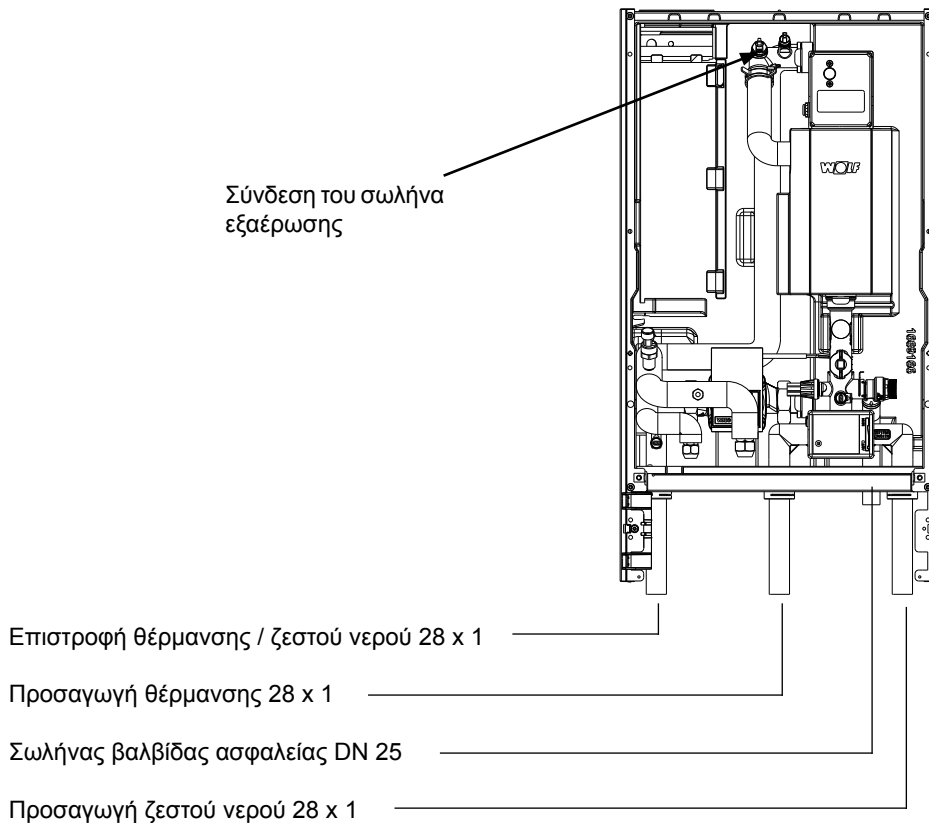 WOLF
Σύνδεση του σωλήνα
εξαέρωσης
Επιστροφή θέρμανσης / ζεστού νερού 28 x 1
Προσαγωγή θέρμανσης 28 x 1
Σωλήνας βαλβίδας ασφαλείας DN 25
Προσαγωγή ζεστού νερού 28 x 1